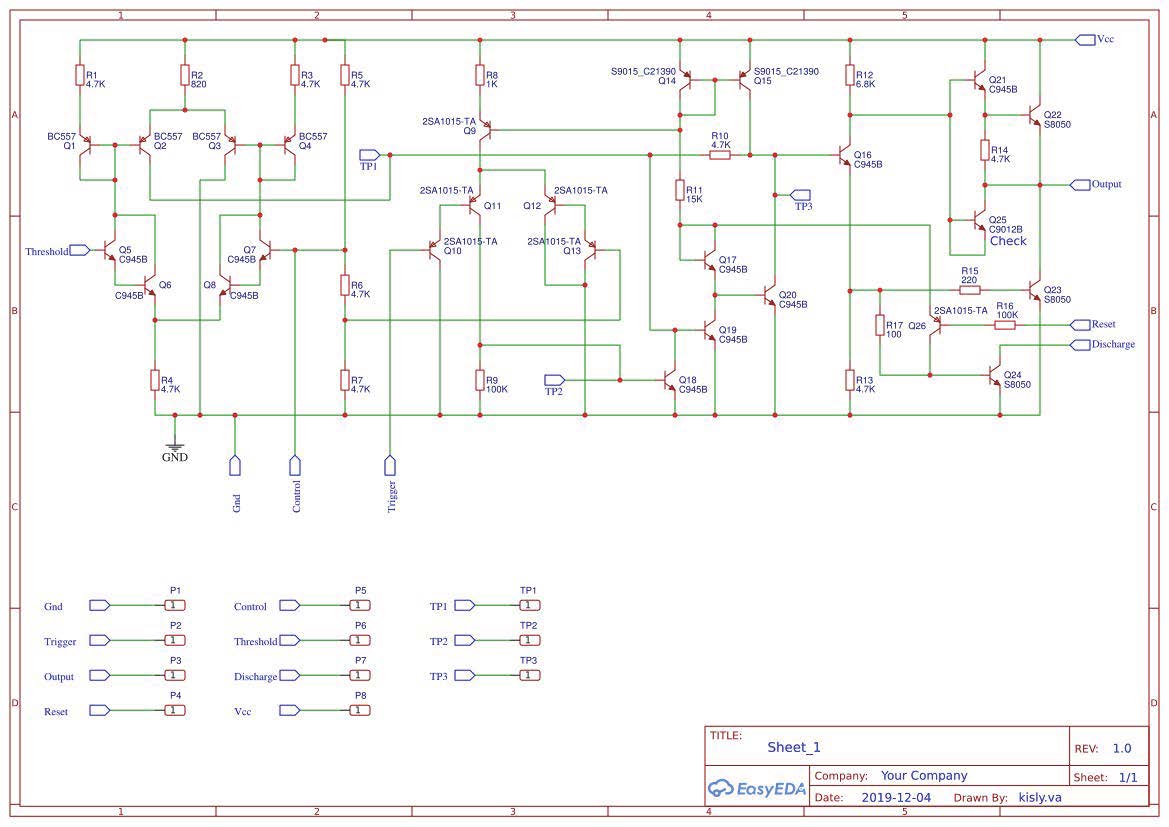 1 2 3 4 5
A A
B B
C C
D D
Vcc
R1
4.7K
R2
820
R3
4.7K
R5
4.7K
R8
1K
S9015_C21390
Q14
S9015_C21390
Q15
R12
6.8K
Q21
C945B
Q22
S8050
BC557
Q1
BC557
Q2
BC557
Q3
BC557
Q4
2SA1015-TA
Q9
TP1
R10
4.7K
Q16
C945B
R14
4.7K
Output
2SA1015-TA
Q11
2SA1015-TA
Q12
R11
15K
TP3
Q25
C9012B
Check
Threshold
Q5
C945B
Q7
C945B
2SA1015-TA
Q10
2SA1015-TA
Q13
Q17
C945B
Q6
C945B
Q8
C945B
R6
4.7K
Q20
C945B
R15
220
Q23
S8050
Q19
C945B
R17
100
2SA1015-TA
Q26
R16
100K
Reset
Discharge
R4
4.7K
R7
4.7K
R9
100K
TP2
Q18
C945B
R13
4.7K
Q24
S8050
GND
Gnd
Control
Trigger
Gnd P1 1
Trigger P2 1
Output P3 1
Reset P4 1
Control P5 1
Threshold P6 1
Discharge P7 1
Vcc P8 1
TP1 TP1 1
TP2 TP2 1
TP3 TP3 1
TITLE:
Sheet_1
REV: 1.0
EasyEDA
Company: Your Company
Sheet: 1/1
Date: 2019-12-04 Drawn By: kisly.va
1 2 3 4 5